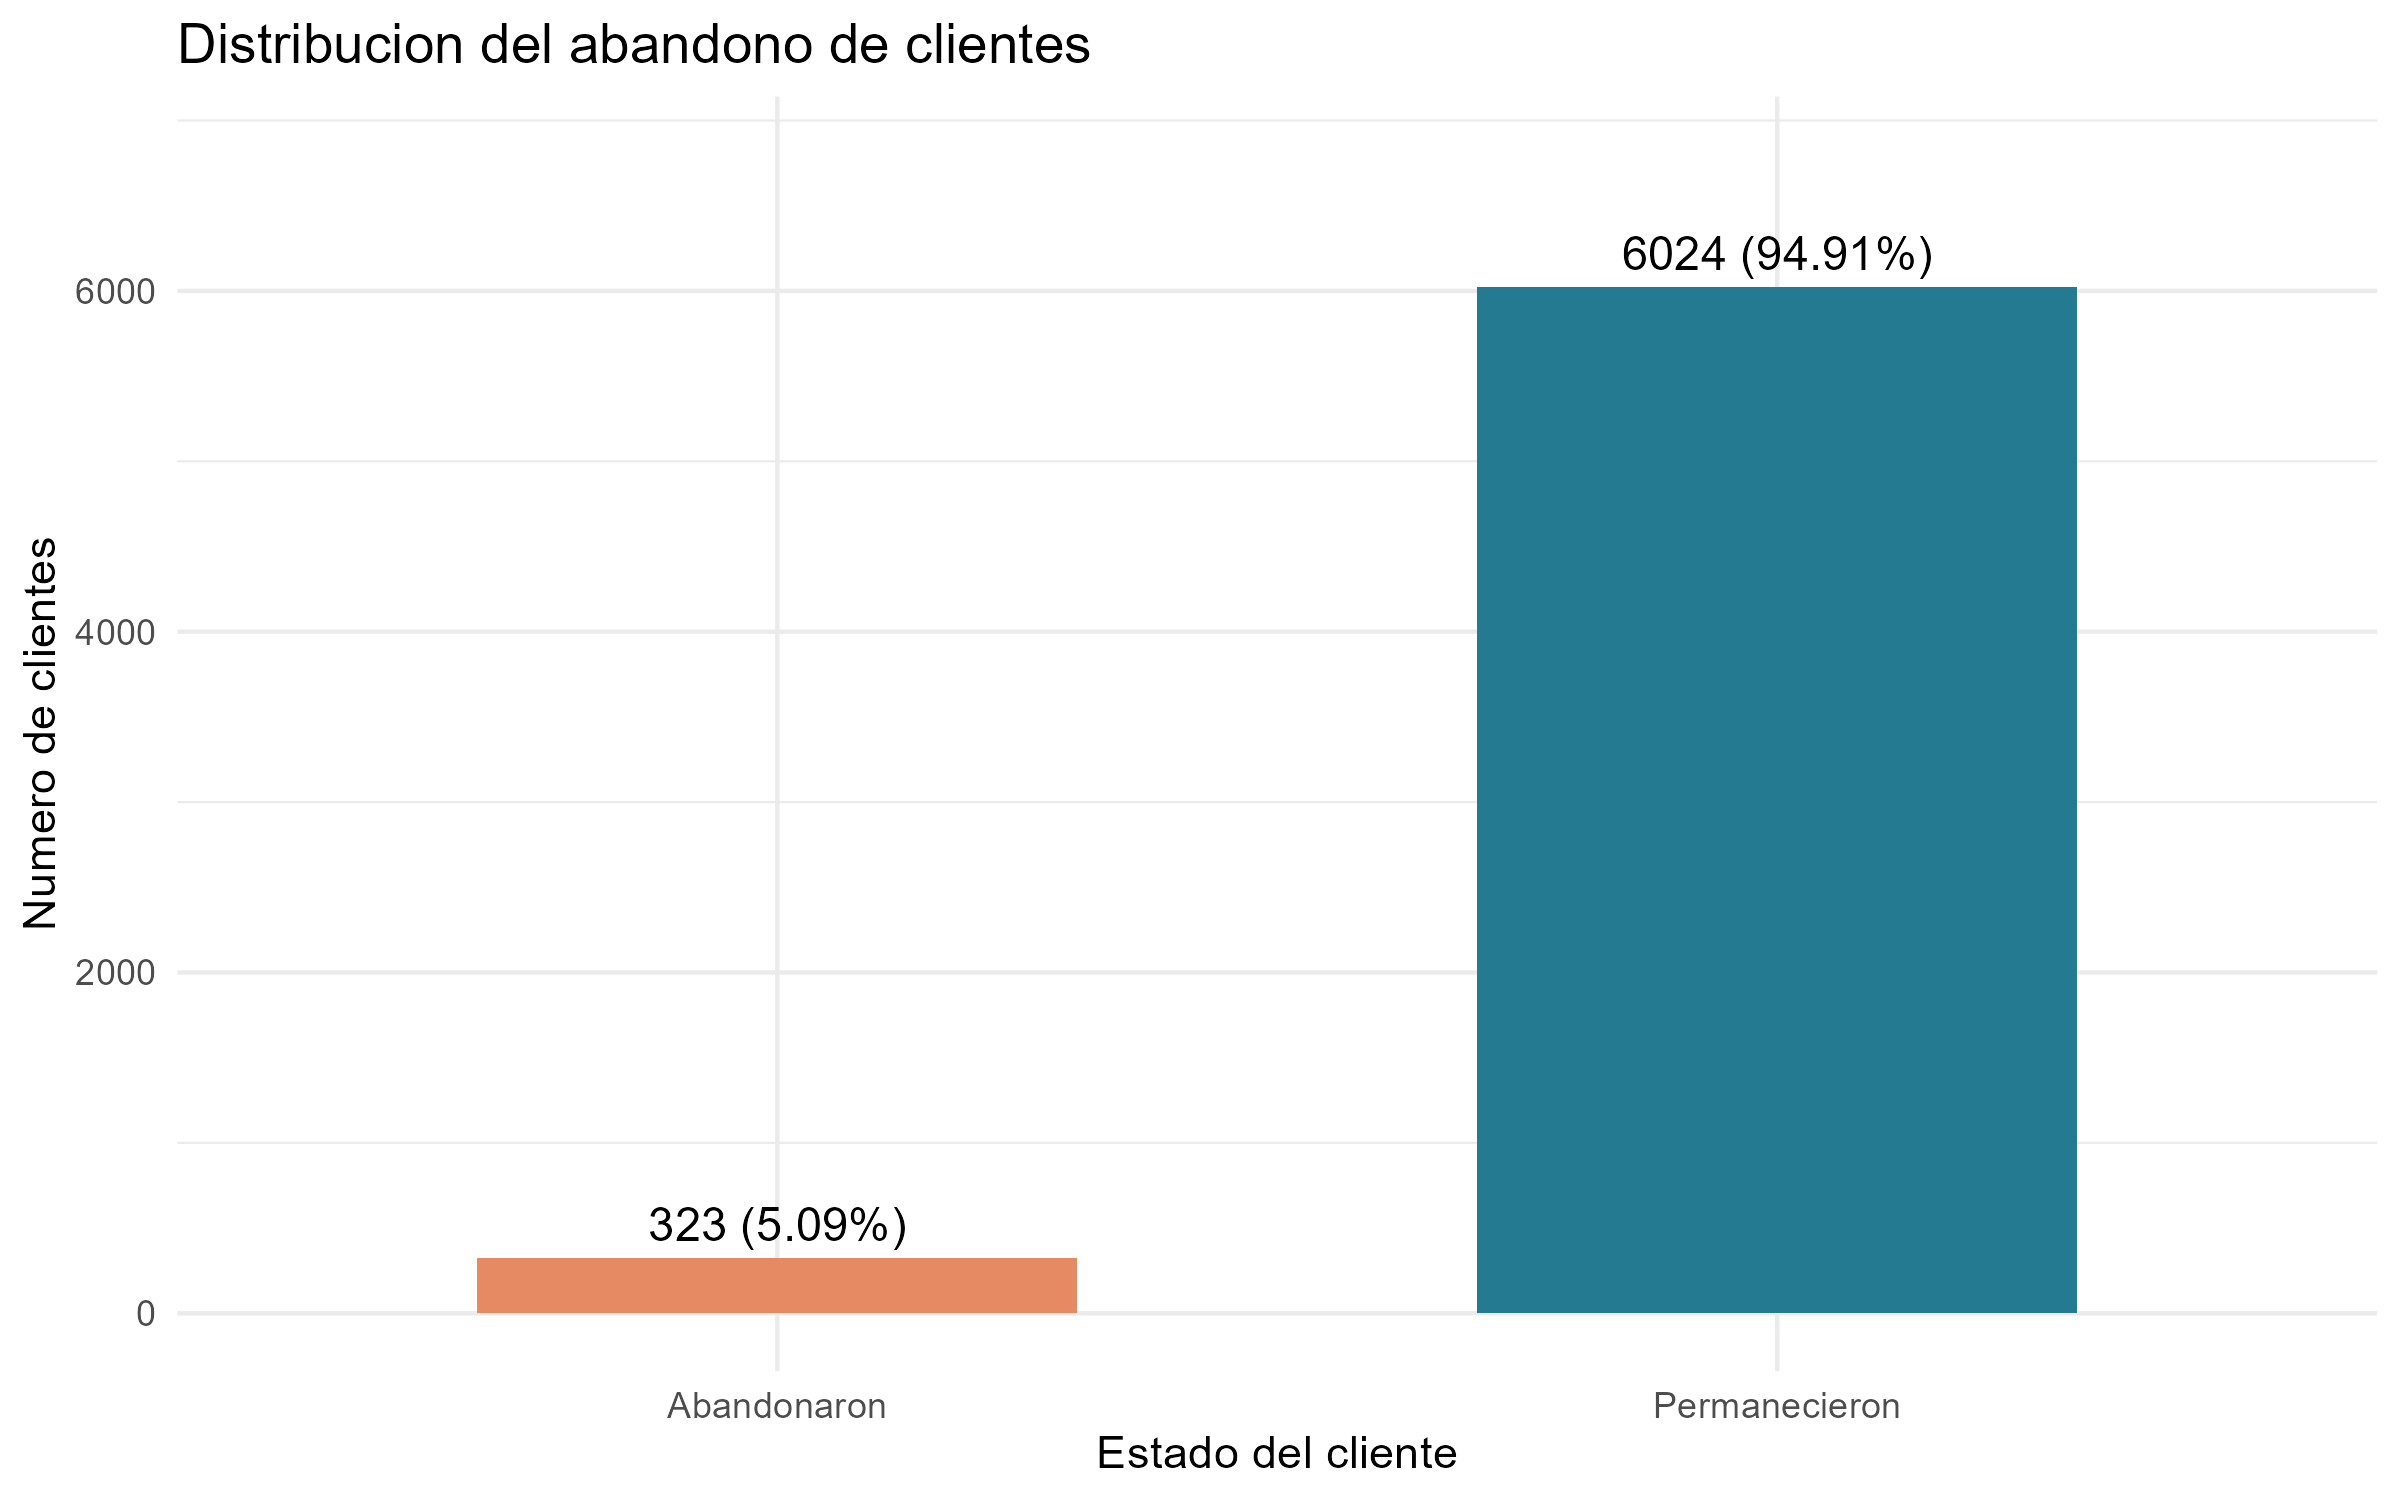 Distribucion del abandono de clientes
Numero de clientes
6000
4000
2000
0
6024 (94.91%)
323 (5.09%)
Abandonaron
Permanecieron
Estado del cliente